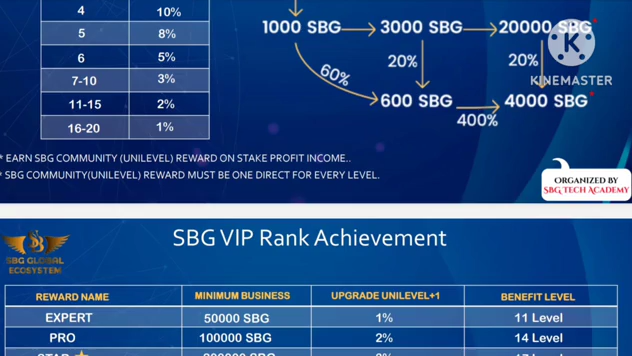 4 10%
5 8%
6 5%
7-10 3%
11-15 2%
16-20 1%
1000 SBG 3000 SBG 20000 SBG
20% 20%
60%
600 SBG 4000 SBG
400%
KINEMASTER
* EARN SBG COMMUNITY (UNILEVEL) REWARD ON STAKE PROFIT INCOME..
* SBG COMMUNITY(UNILEVEL) REWARD MUST BE ONE DIRECT FOR EVERY LEVEL.
ORGANIZED BY
SBG TECH ACADEMY
SBG VIP Rank Achievement
SBG GLOBAL
ECOSYSTEM
REWARD NAME MINIMUM BUSINESS UPGRADE UNILEVEL+1 BENEFIT LEVEL
EXPERT 50000 SBG 1% 11 Level
PRO 100000 SBG 2% 14 Level